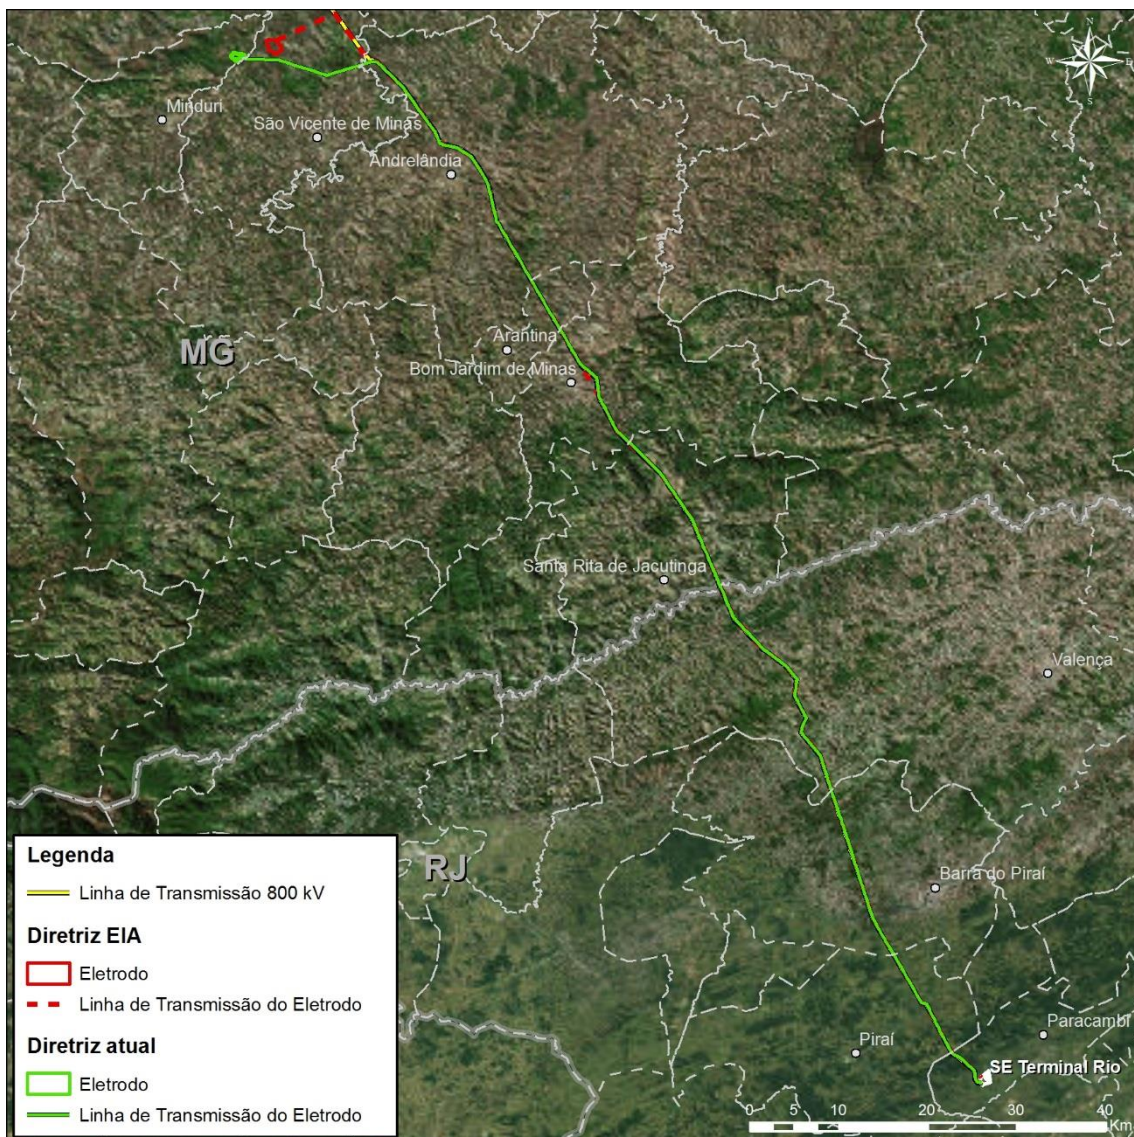 N
W E
S
Minduri
São Vicente de Minas
Andrelândia
MG
Arantina
Bom Jardim de Minas
Santa Rita de Jacutinga
Valença
RJ
Barra do Piraí
Paracambi
Piraí
SE Terminal Rio
0 5 10 20 30 40
Km
Legenda
Linha de Transmissão 800 kV
Diretriz EIA
Eletrodo
Linha de Transmissão do Eletrodo
Diretriz atual
Eletrodo
Linha de Transmissão do Eletrodo